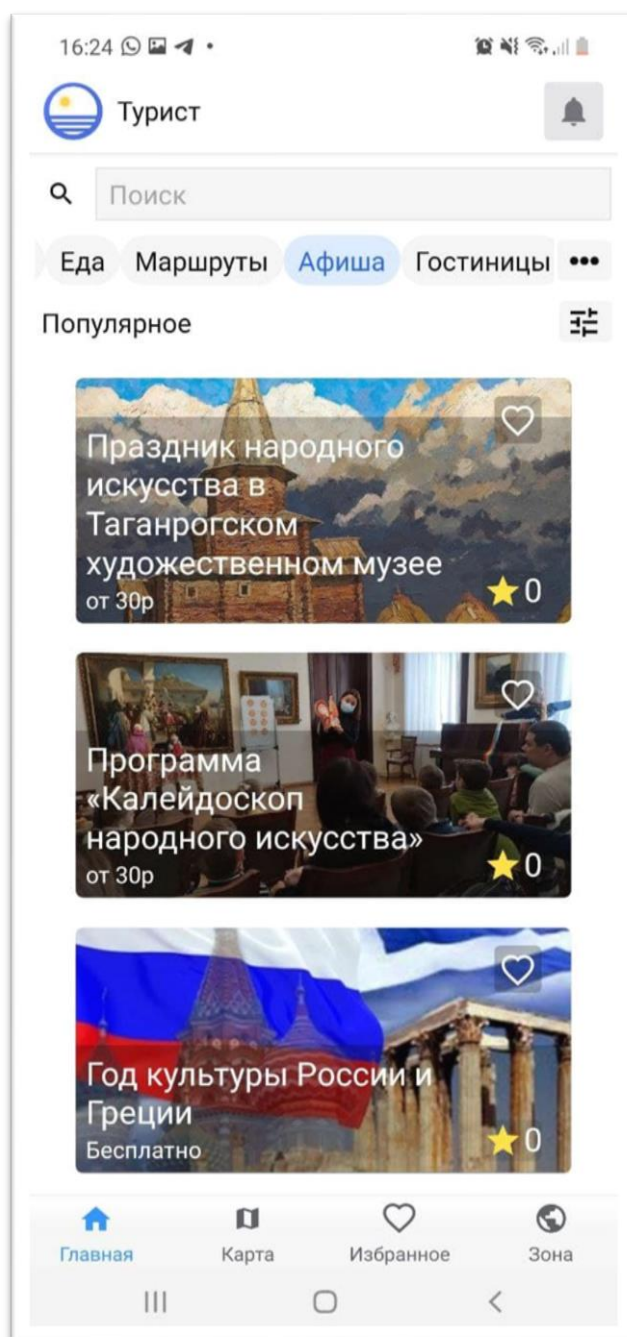 16:24
Турист
Поиск
Еда Маршруты Афиша Гостиницы
Популярное
Праздник народного
искусства в
Таганрогском
художественном музее
от 30р
0
Программа
«Калейдоскоп
народного искусства»
от 30р
0
Год культуры России и
Греции
Бесплатно
0
Главная Карта Избранное Зона